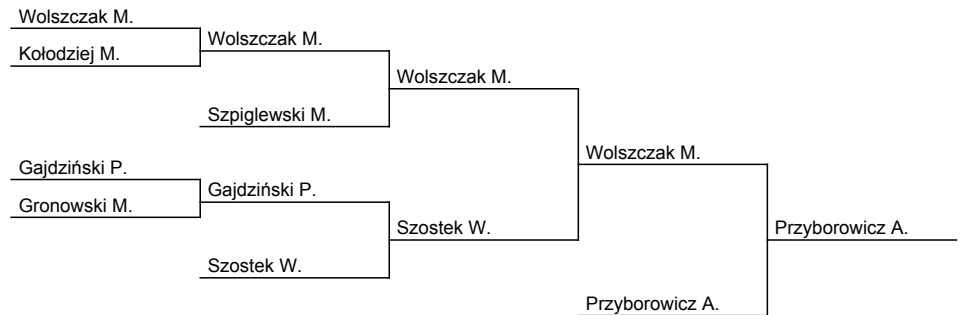 Wolszczak M.
Kołodziej M.
Wolszczak M.
Szpiglewski M.
Wolszczak M.
Gajdziński P.
Gronowski M.
Gajdziński P.
Szostek W.
Szostek W.
Wolszczak M.
Przyborowicz A.
Przyborowicz A.